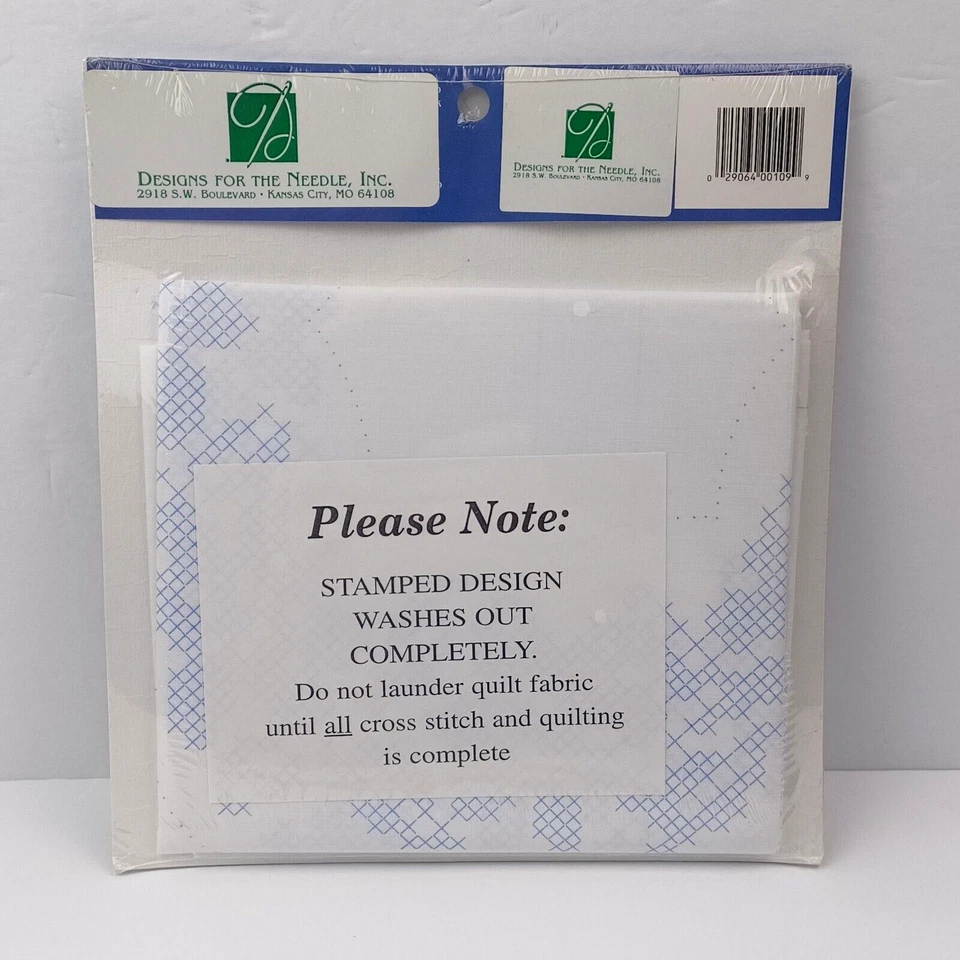 DESIGNS FOR THE NEEDLE, INC.
2918 S.W. BOULEVARD • KANSAS CITY, MO 64108
DESIGNS FOR THE NEEDLE, INC.
2918 S.W. BOULEVARD • KANSAS CITY, MO 64108
0 29064 00109 9
Please Note:
STAMPED DESIGN
WASHES OUT
COMPLETELY.
Do not launder quilt fabric
until all cross stitch and quilting
is complete